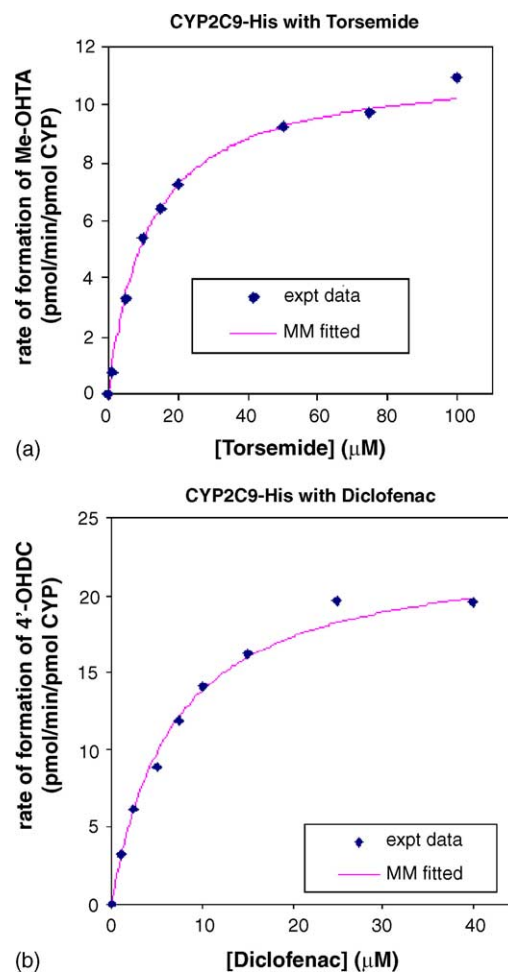 CYP2C9-His with Torsemide
rate of formation of Me-OHTA
(pmol/min/pmol CYP)
12
10
8
6
4
2
0
expt data
MM fitted
0 20 40 60 80 100
[Torsemide] (μM)
(a)
CYP2C9-His with Diclofenac
rate of formation of 4'-OHDC
(pmol/min/pmol CYP)
25
20
15
10
5
0
expt data
MM fitted
0 10 20 30 40
[Diclofenac] (μM)
(b)